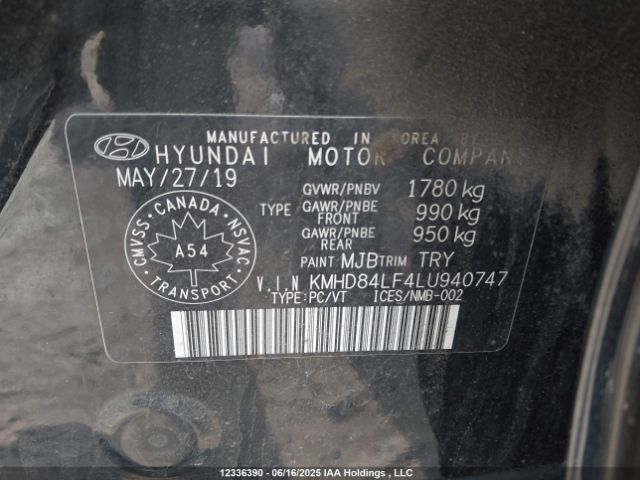 MANUFACTURED IN KOREA
HYUNDAI MOTOR COMPANY
MAY/27/19
GVWR/PNBV 1780 kg
TYPE GAWR/PNBE FRONT 990 kg
GAWR/PNBE REAR 950 kg
PAINT MJB TRIM TRY
CMVSS · CANADA · NSVAC
A54
TRANSPORT
V.I.N KMHD84LF4LU940747
TYPE:PC/VT ICES/NMB-002
12336390 - 06/16/2025 IAA Holdings , LLC